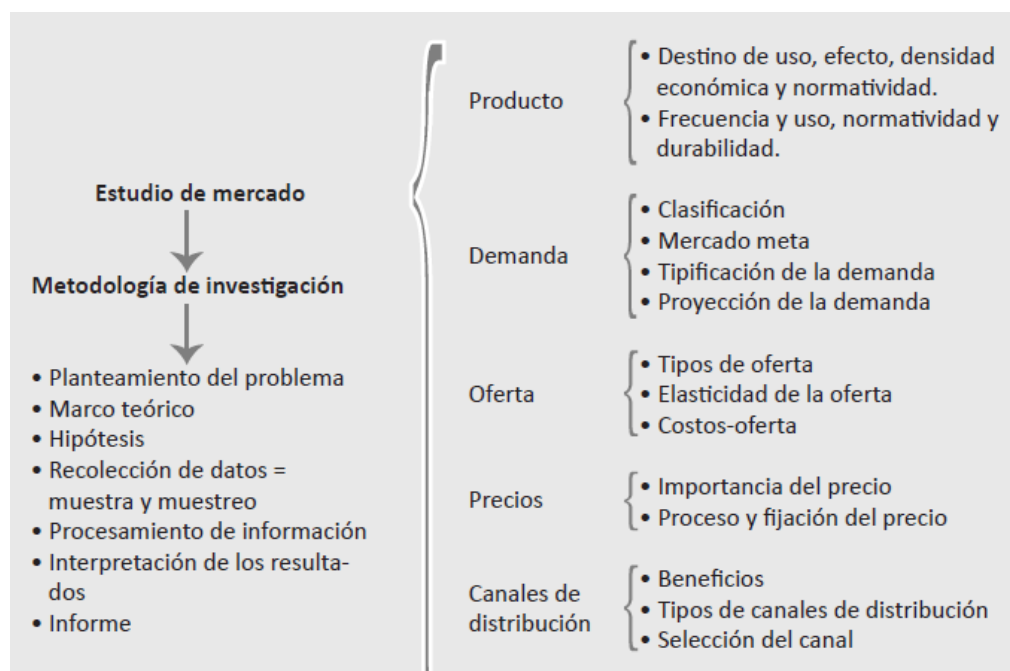 Estudio de mercado
Metodología de investigación
• Planteamiento del problema
• Marco teórico
• Hipótesis
• Recolección de datos =
muestra y muestreo
• Procesamiento de información
• Interpretación de los resulta-
dos
• Informe
Producto
• Destino de uso, efecto, densidad
económica y normatividad.
• Frecuencia y uso, normatividad y
durabilidad.
Demanda
• Clasificación
• Mercado meta
• Tipificación de la demanda
• Proyección de la demanda
Oferta
• Tipos de oferta
• Elasticidad de la oferta
• Costos-oferta
Precios
• Importancia del precio
• Proceso y fijación del precio
Canales de
distribución
• Beneficios
• Tipos de canales de distribución
• Selección del canal